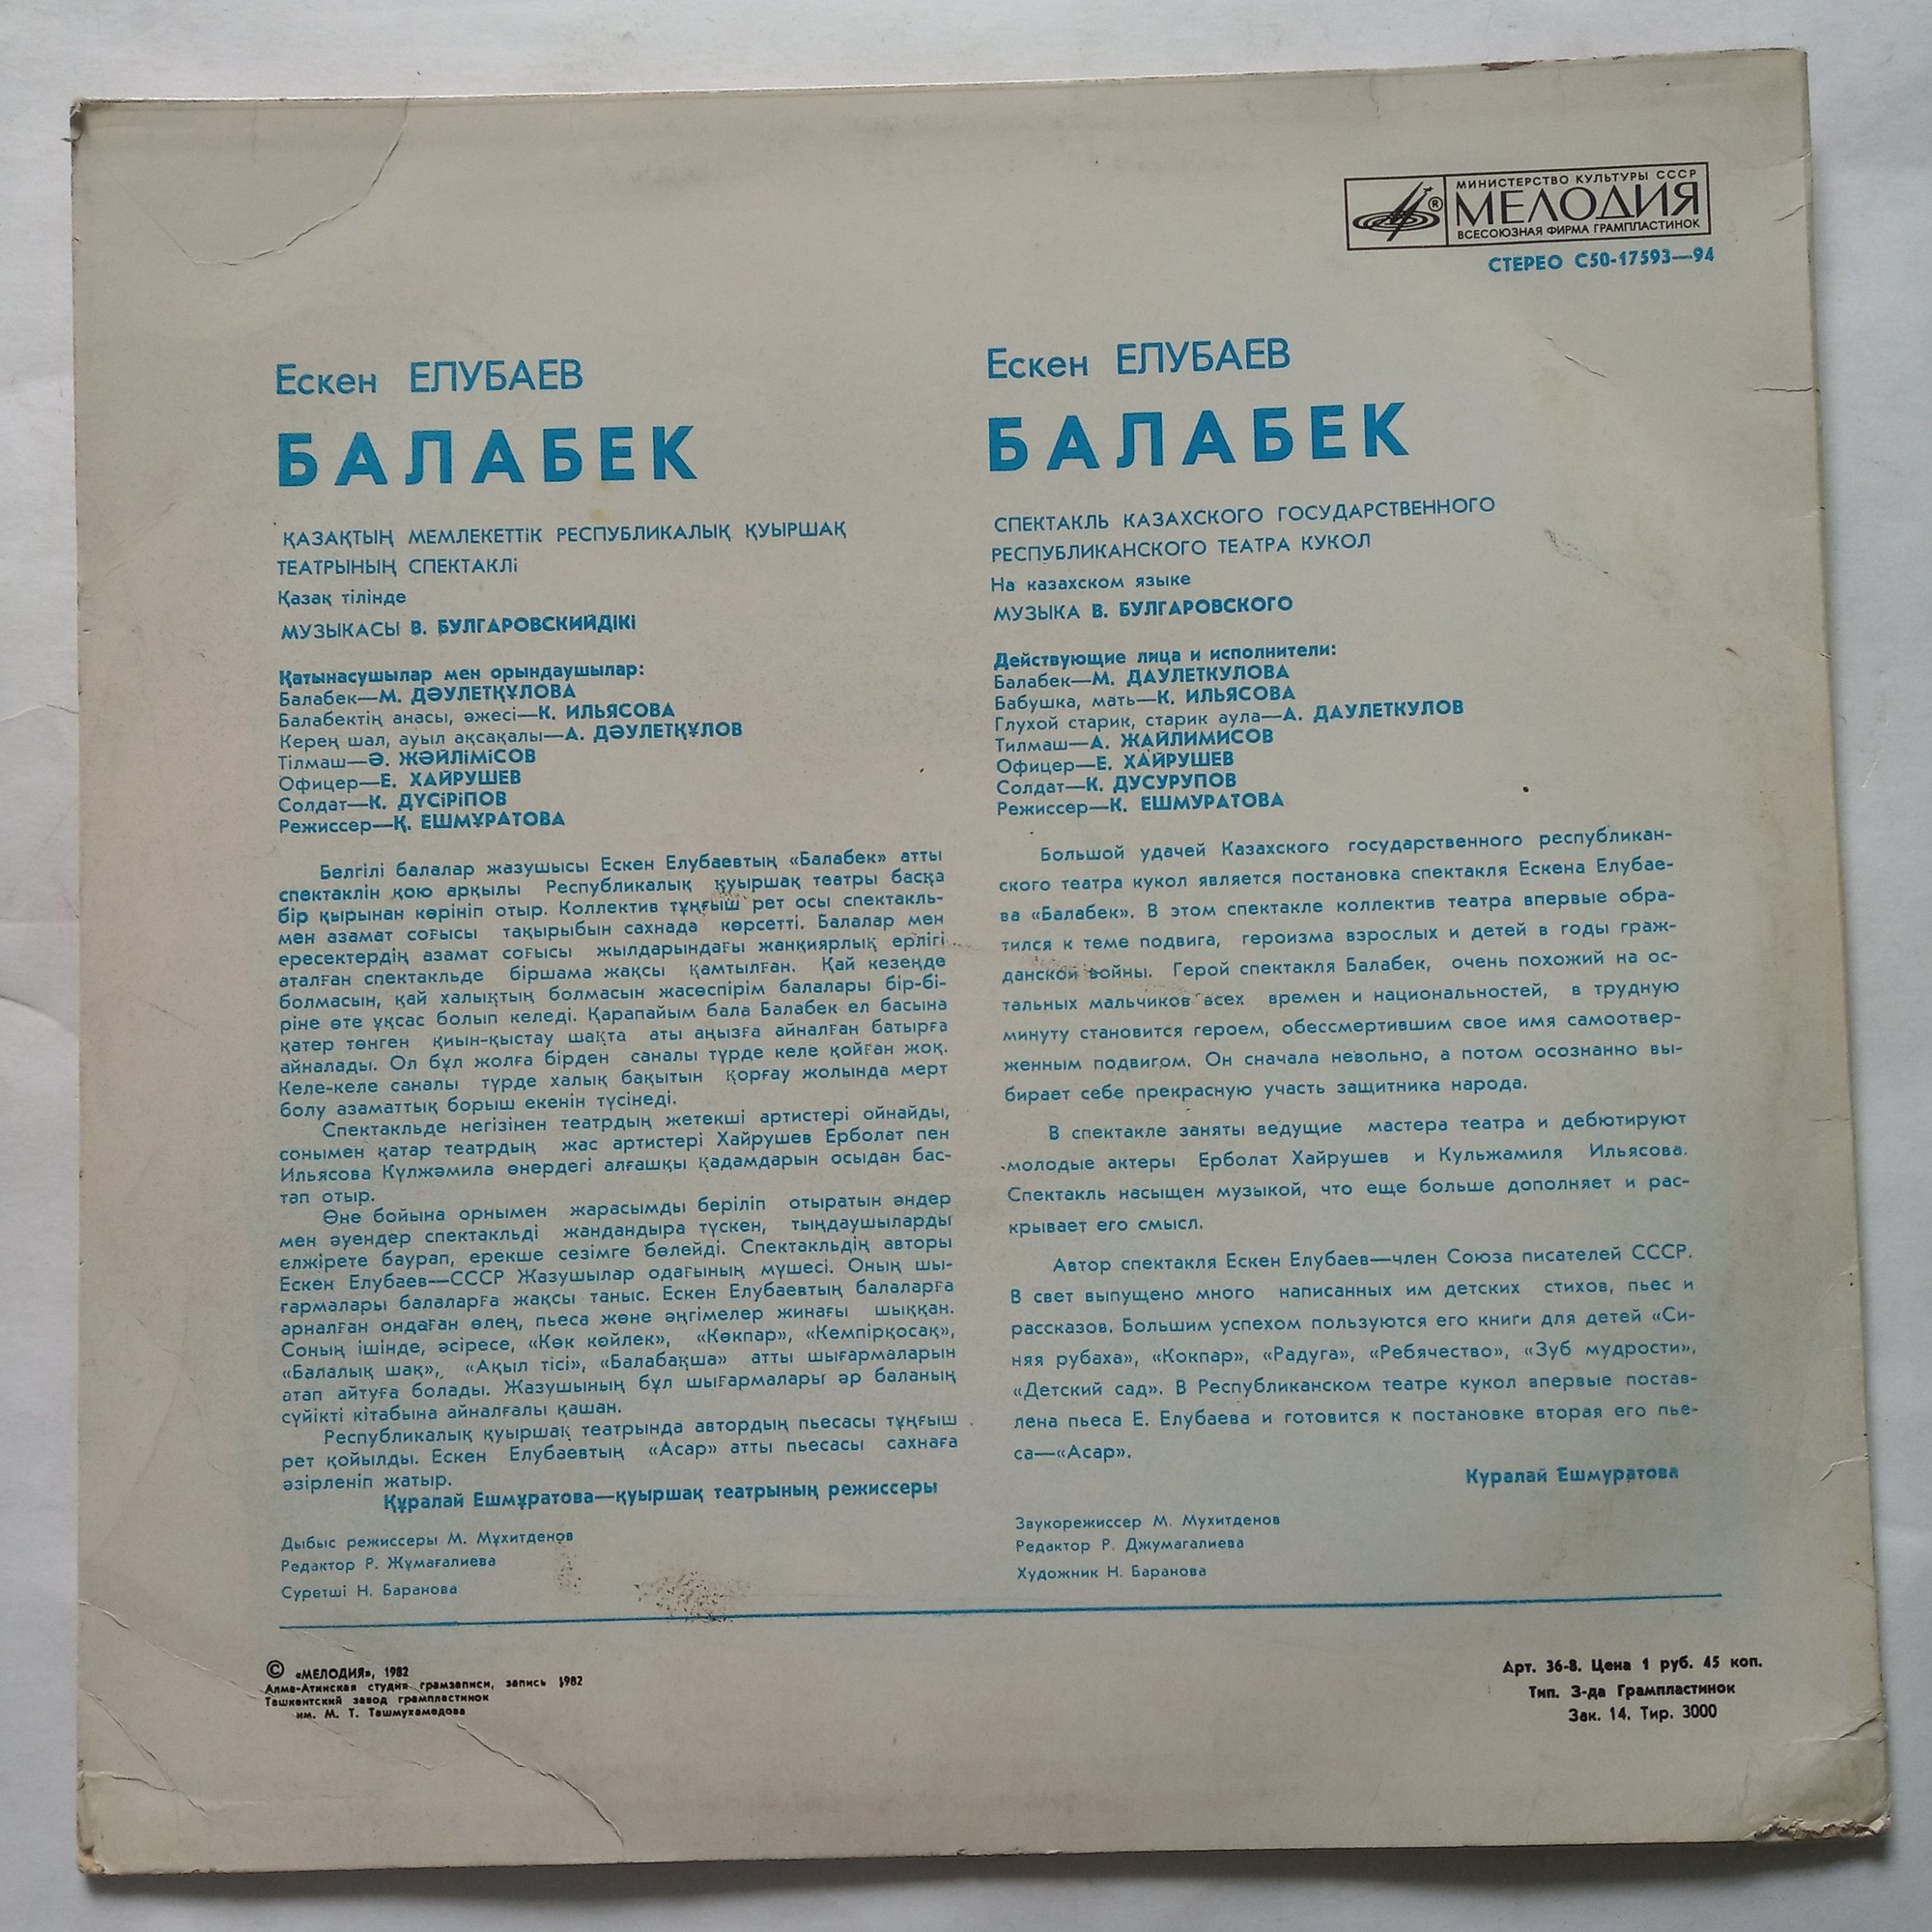 МИНИСТЕРСТВО КУЛЬТУРЫ СССР
МЕЛОДИЯ
ВСЕСОЮЗНАЯ ФИРМА ГРАМПЛАСТИНОК
СТЕРЕО С50-17593—94
Ескен ЕЛУБАЕВ
БАЛАБЕК
ҚАЗАҚТЫҢ МЕМЛЕКЕТТІК РЕСПУБЛИКАЛЫҚ ҚУЫРШАҚ
ТЕАТРЫНЫҢ СПЕКТАКЛІ
Қазақ тілінде
МУЗЫКАСЫ В. БУЛГАРОВСКИЙДІКІ
Қатынасушылар мен орындаушылар:
Балабек—М. ДӘУЛЕТҚҰЛОВА
Балабектің анасы, әжесі—К. ИЛЬЯСОВА
Керең шал, ауыл ақсақалы—А. ДӘУЛЕТҚҰЛОВ
Тілмаш—Ә. ЖӘЙЛІМІСОВ
Офицер—Е. ХАЙРУШЕВ
Солдат—К. ДҮСІРІПОВ
Режиссер—Қ. ЕШМҰРАТОВА
Белгілі балалар жазушысы Ескен Елубаевтың «Балабек» атты
спектаклін қою арқылы Республикалық қуыршақ театры басқа
бір қырынан көрініп отыр. Коллектив тұңғыш рет осы спектакль-
мен азамат соғысы тақырыбын сахнада көрсетті. Балалар мен
ересектердің азамат соғысы жылдарындағы жанқиярлық ерлігі
аталған спектакльде біршама жақсы қамтылған. Қай кезеңде
болмасын, қай халықтың болмасын жасөспірім балалары бір-бі-
ріне өте ұқсас болып келеді. Қарапайым бала Балабек ел басына
қатер төнген қиын-қыстау шақта аты аңызға айналған батырға
айналады. Ол бұл жолға бірден саналы түрде келе қойған жоқ.
Келе-келе саналы түрде халық бақытын қорғау жолында мерт
болу азаматтық борыш екенін түсінеді.
Спектакльде негізінен театрдың жетекші артистері ойнайды,
сонымен қатар театрдың жас артистері Хайрушев Ерболат пен
Ильясова Күлжәмила өнердегі алғашқы қадамдарын осыдан бас-
тап отыр.
Өне бойына орнымен жарасымды беріліп отыратын әндер
мен әуендер спектакльді жандандыра түскен, тыңдаушыларды
елжірете баурап, ерекше сезімге бөлейді. Спектакльдің авторы
Ескен Елубаев—СССР Жазушылар одағының мүшесі. Оның шы-
ғармалары балаларға жақсы таныс. Ескен Елубаевтың балаларға
арналған ондаған өлең, пьеса және әңгімелер жинағы шыққан.
Соның ішінде, әсіресе, «Көк көйлек», «Көкпар», «Кемпірқосақ»,
«Балалық шақ», «Ақыл тісі», «Балабақша» атты шығармаларын
атап айтуға болады. Жазушының бұл шығармалары әр баланың
сүйікті кітабына айналғалы қашан.
Республикалық қуыршақ театрында автордың пьесасы тұңғыш
рет қойылды. Ескен Елубаевтың «Асар» атты пьесасы сахнаға
әзірленіп жатыр.
Құралай Ешмұратова—қуыршақ театрының режиссеры
Дыбыс режиссеры М. Мұхитденов
Редактор Р. Жұмағалиева
Суретші Н. Баранова
Ескен ЕЛУБАЕВ
БАЛАБЕК
СПЕКТАКЛЬ КАЗАХСКОГО ГОСУДАРСТВЕННОГО
РЕСПУБЛИКАНСКОГО ТЕАТРА КУКОЛ
На казахском языке
МУЗЫКА В. БУЛГАРОВСКОГО
Действующие лица и исполнители:
Балабек—М. ДАУЛЕТКУЛОВА
Бабушка, мать—К. ИЛЬЯСОВА
Глухой старик, старик аула—А. ДАУЛЕТКУЛОВ
Тилмаш—А. ЖАЙЛИМИСОВ
Офицер—Е. ХАЙРУШЕВ
Солдат—К. ДУСУРУПОВ
Режиссер—К. ЕШМУРАТОВА
Большой удачей Казахского государственного республикан-
ского театра кукол является постановка спектакля Ескена Елубае-
ва «Балабек». В этом спектакле коллектив театра впервые обра-
тился к теме подвига, героизма взрослых и детей в годы граж-
данской войны. Герой спектакля Балабек, очень похожий на ос-
тальных мальчиков всех времен и национальностей, в трудную
минуту становится героем, обессмертившим свое имя самоотвер-
женным подвигом. Он сначала невольно, а потом осознанно вы-
бирает себе прекрасную участь защитника народа.
В спектакле заняты ведущие мастера театра и дебютируют
молодые актеры Ерболат Хайрушев и Кульжамиля Ильясова.
Спектакль насыщен музыкой, что еще больше дополняет и рас-
крывает его смысл.
Автор спектакля Ескен Елубаев—член Союза писателей СССР.
В свет выпущено много написанных им детских стихов, пьес и
рассказов. Большим успехом пользуются его книги для детей «Си-
няя рубаха», «Кокпар», «Радуга», «Ребячество», «Зуб мудрости»,
«Детский сад». В Республиканском театре кукол впервые постав-
лена пьеса Е. Елубаева и готовится к постановке вторая его пье-
са—«Асар».
Куралай Ешмуратова
Звукорежиссер М. Мухитденов
Редактор Р. Джумагалиева
Художник Н. Баранова
© «МЕЛОДИЯ», 1982
Алма-Атинская студия грамзаписи, запись 1982
Ташкентский завод грампластинок
им. М. Т. Ташмухамедова
Арт. 36-8. Цена 1 руб. 45 коп.
Тип. З-да Грампластинок
Зак. 14. Тир. 3000